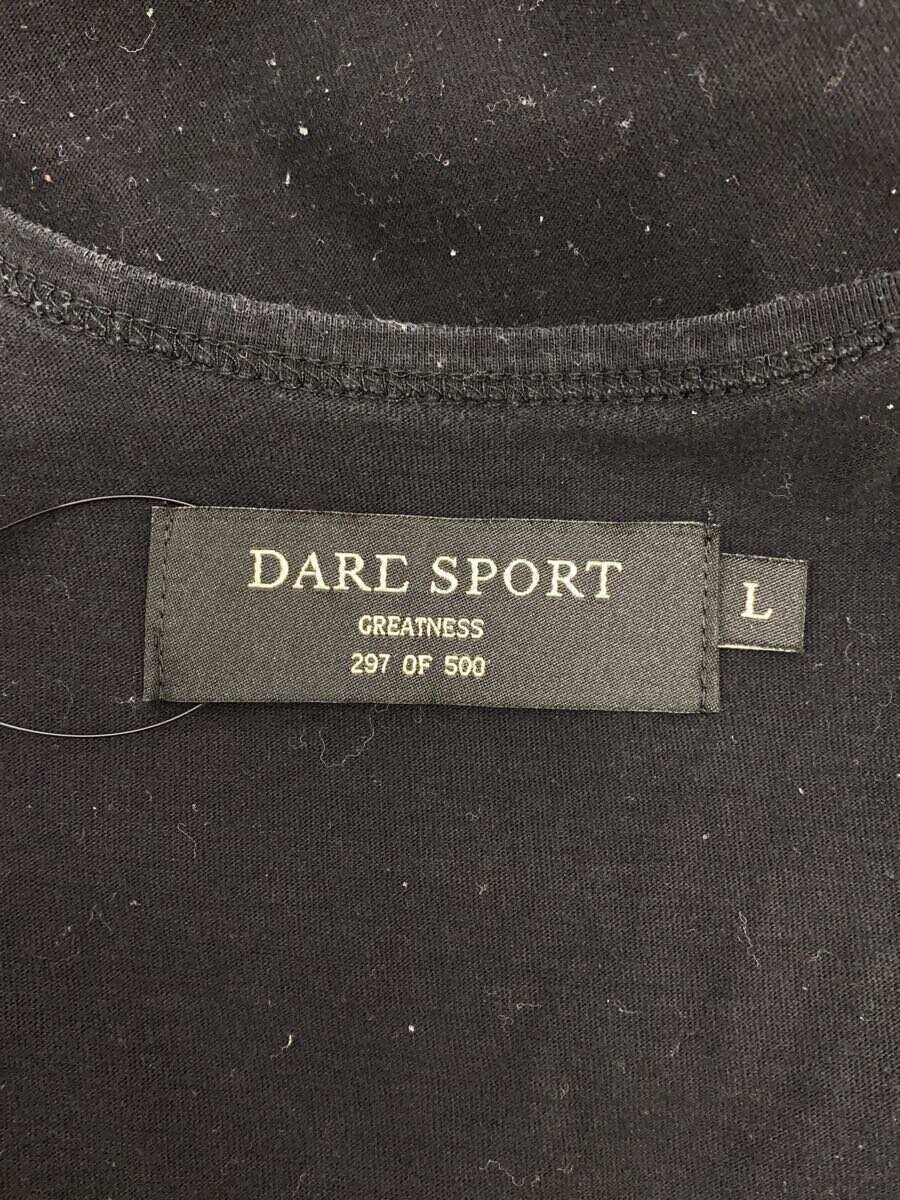 DARE SPORT
GREATNESS
297 OF 500
L